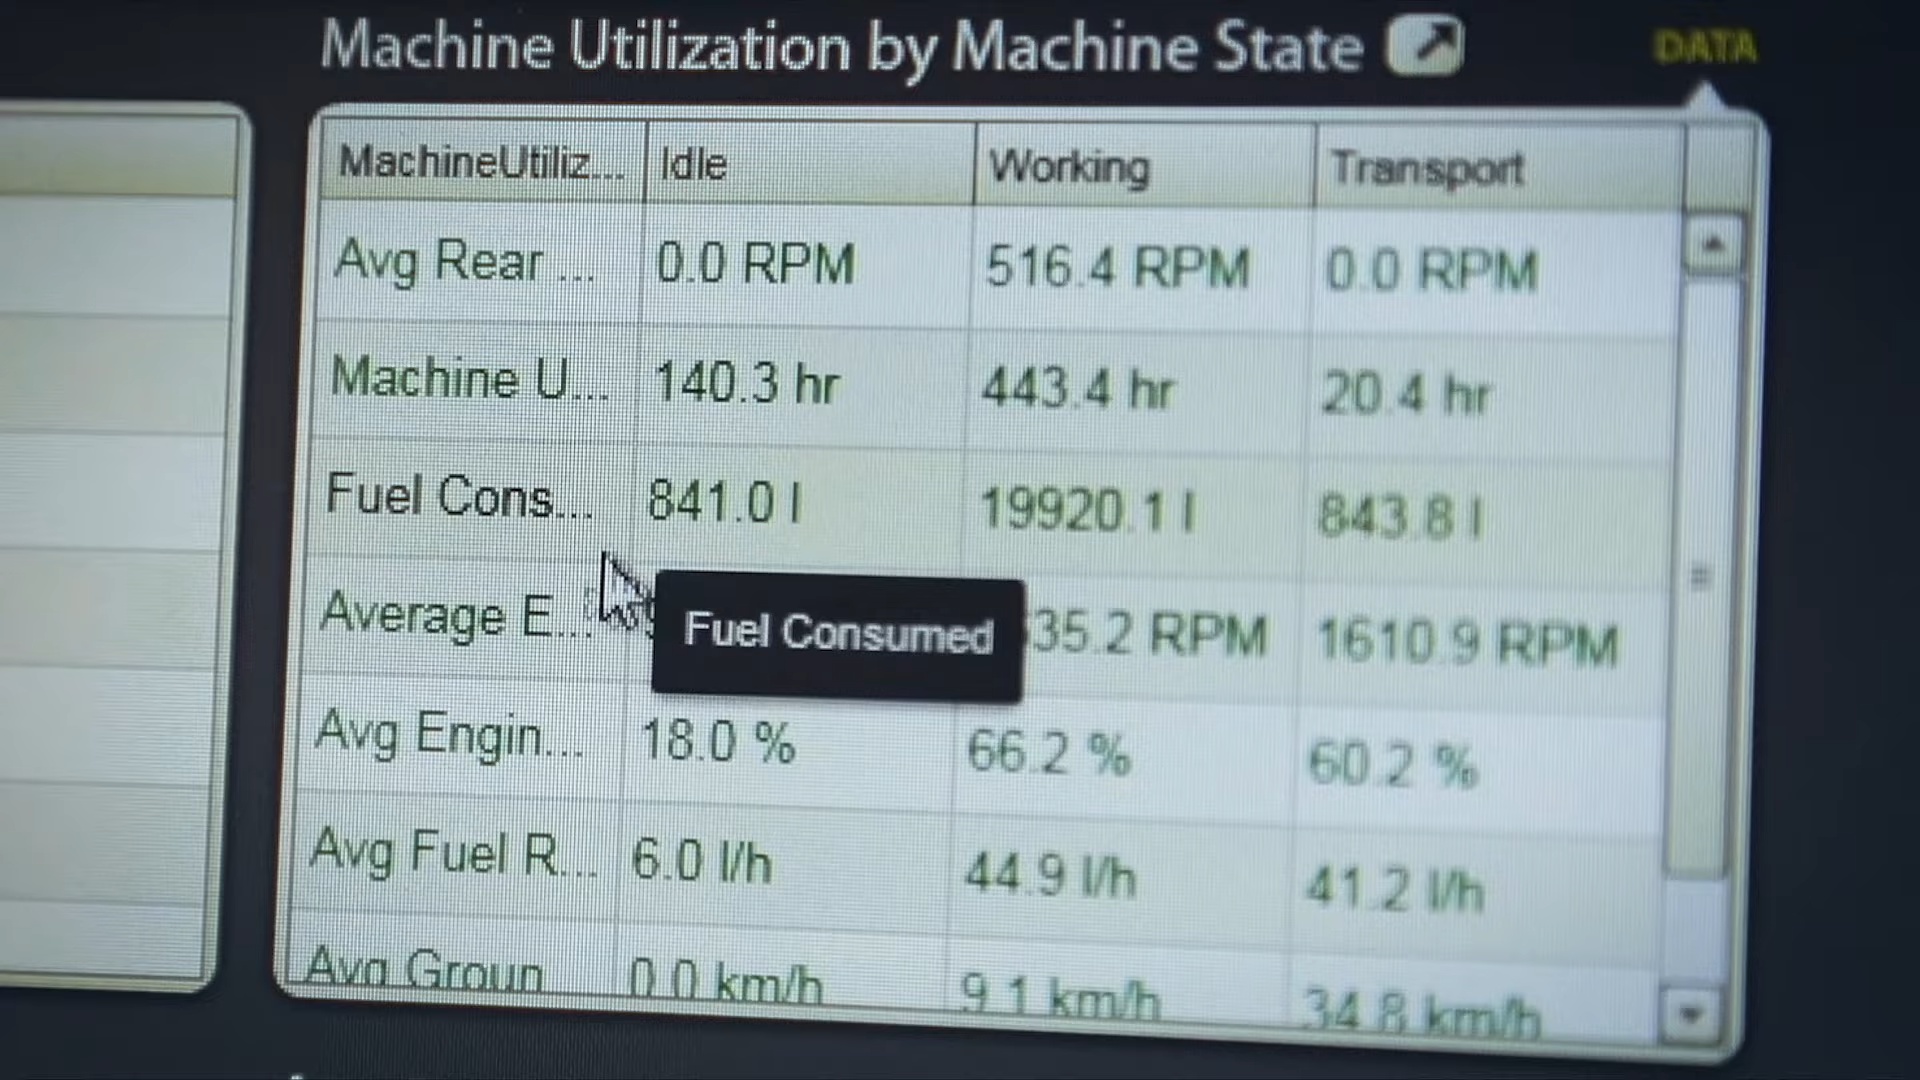 Machine Utilization by Machine State
DATA
MachineUtiliz... Idle Working Transport
Avg Rear ... 0.0 RPM 516.4 RPM 0.0 RPM
Machine U... 140.3 hr 443.4 hr 20.4 hr
Fuel Cons... 841.0 l 19920.1 l 843.8 l
Average E... 35.2 RPM 1610.9 RPM
Fuel Consumed
Avg Engin... 18.0 % 66.2 % 60.2 %
Avg Fuel R... 6.0 l/h 44.9 l/h 41.2 l/h
Avg Groun 0.0 km/h 9.1 km/h 34.8 km/h